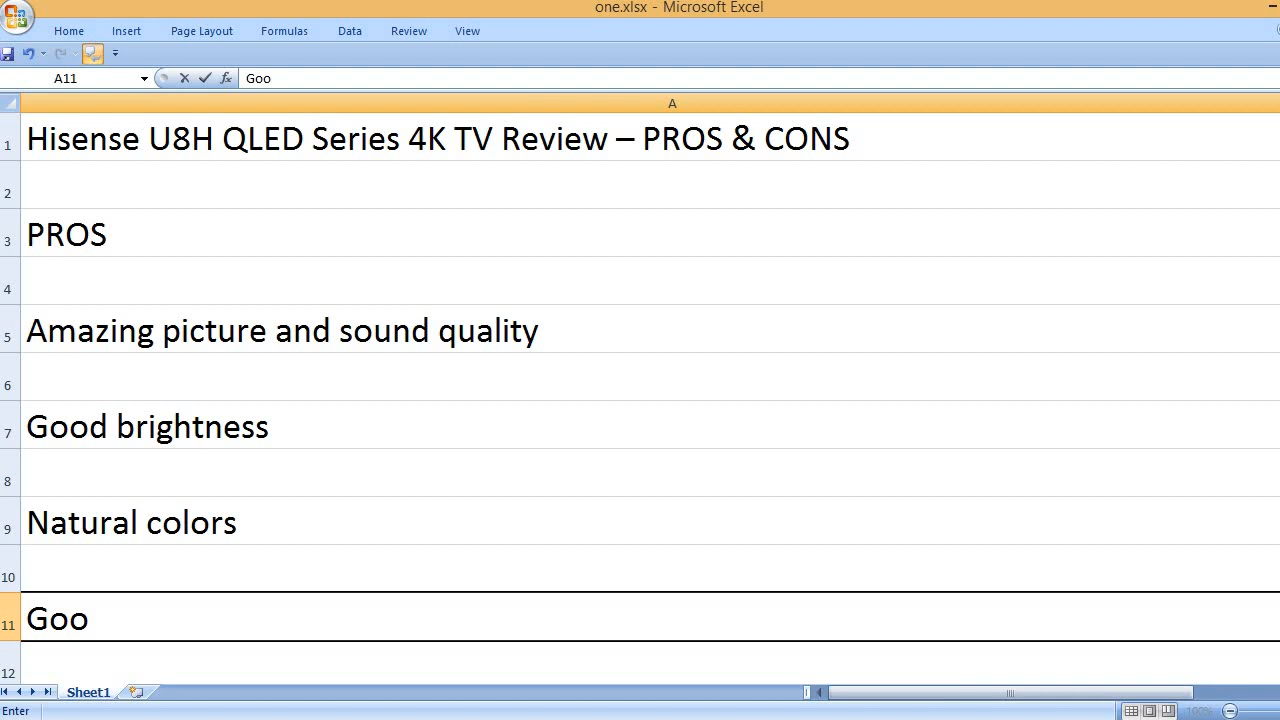 one.xlsx - Microsoft Excel
Home Insert Page Layout Formulas Data Review View
A11 fx Goo
A
1 Hisense U8H QLED Series 4K TV Review – PROS & CONS
2
3 PROS
4
5 Amazing picture and sound quality
6
7 Good brightness
8
9 Natural colors
10
11 Goo
12
Sheet1
Enter 100%